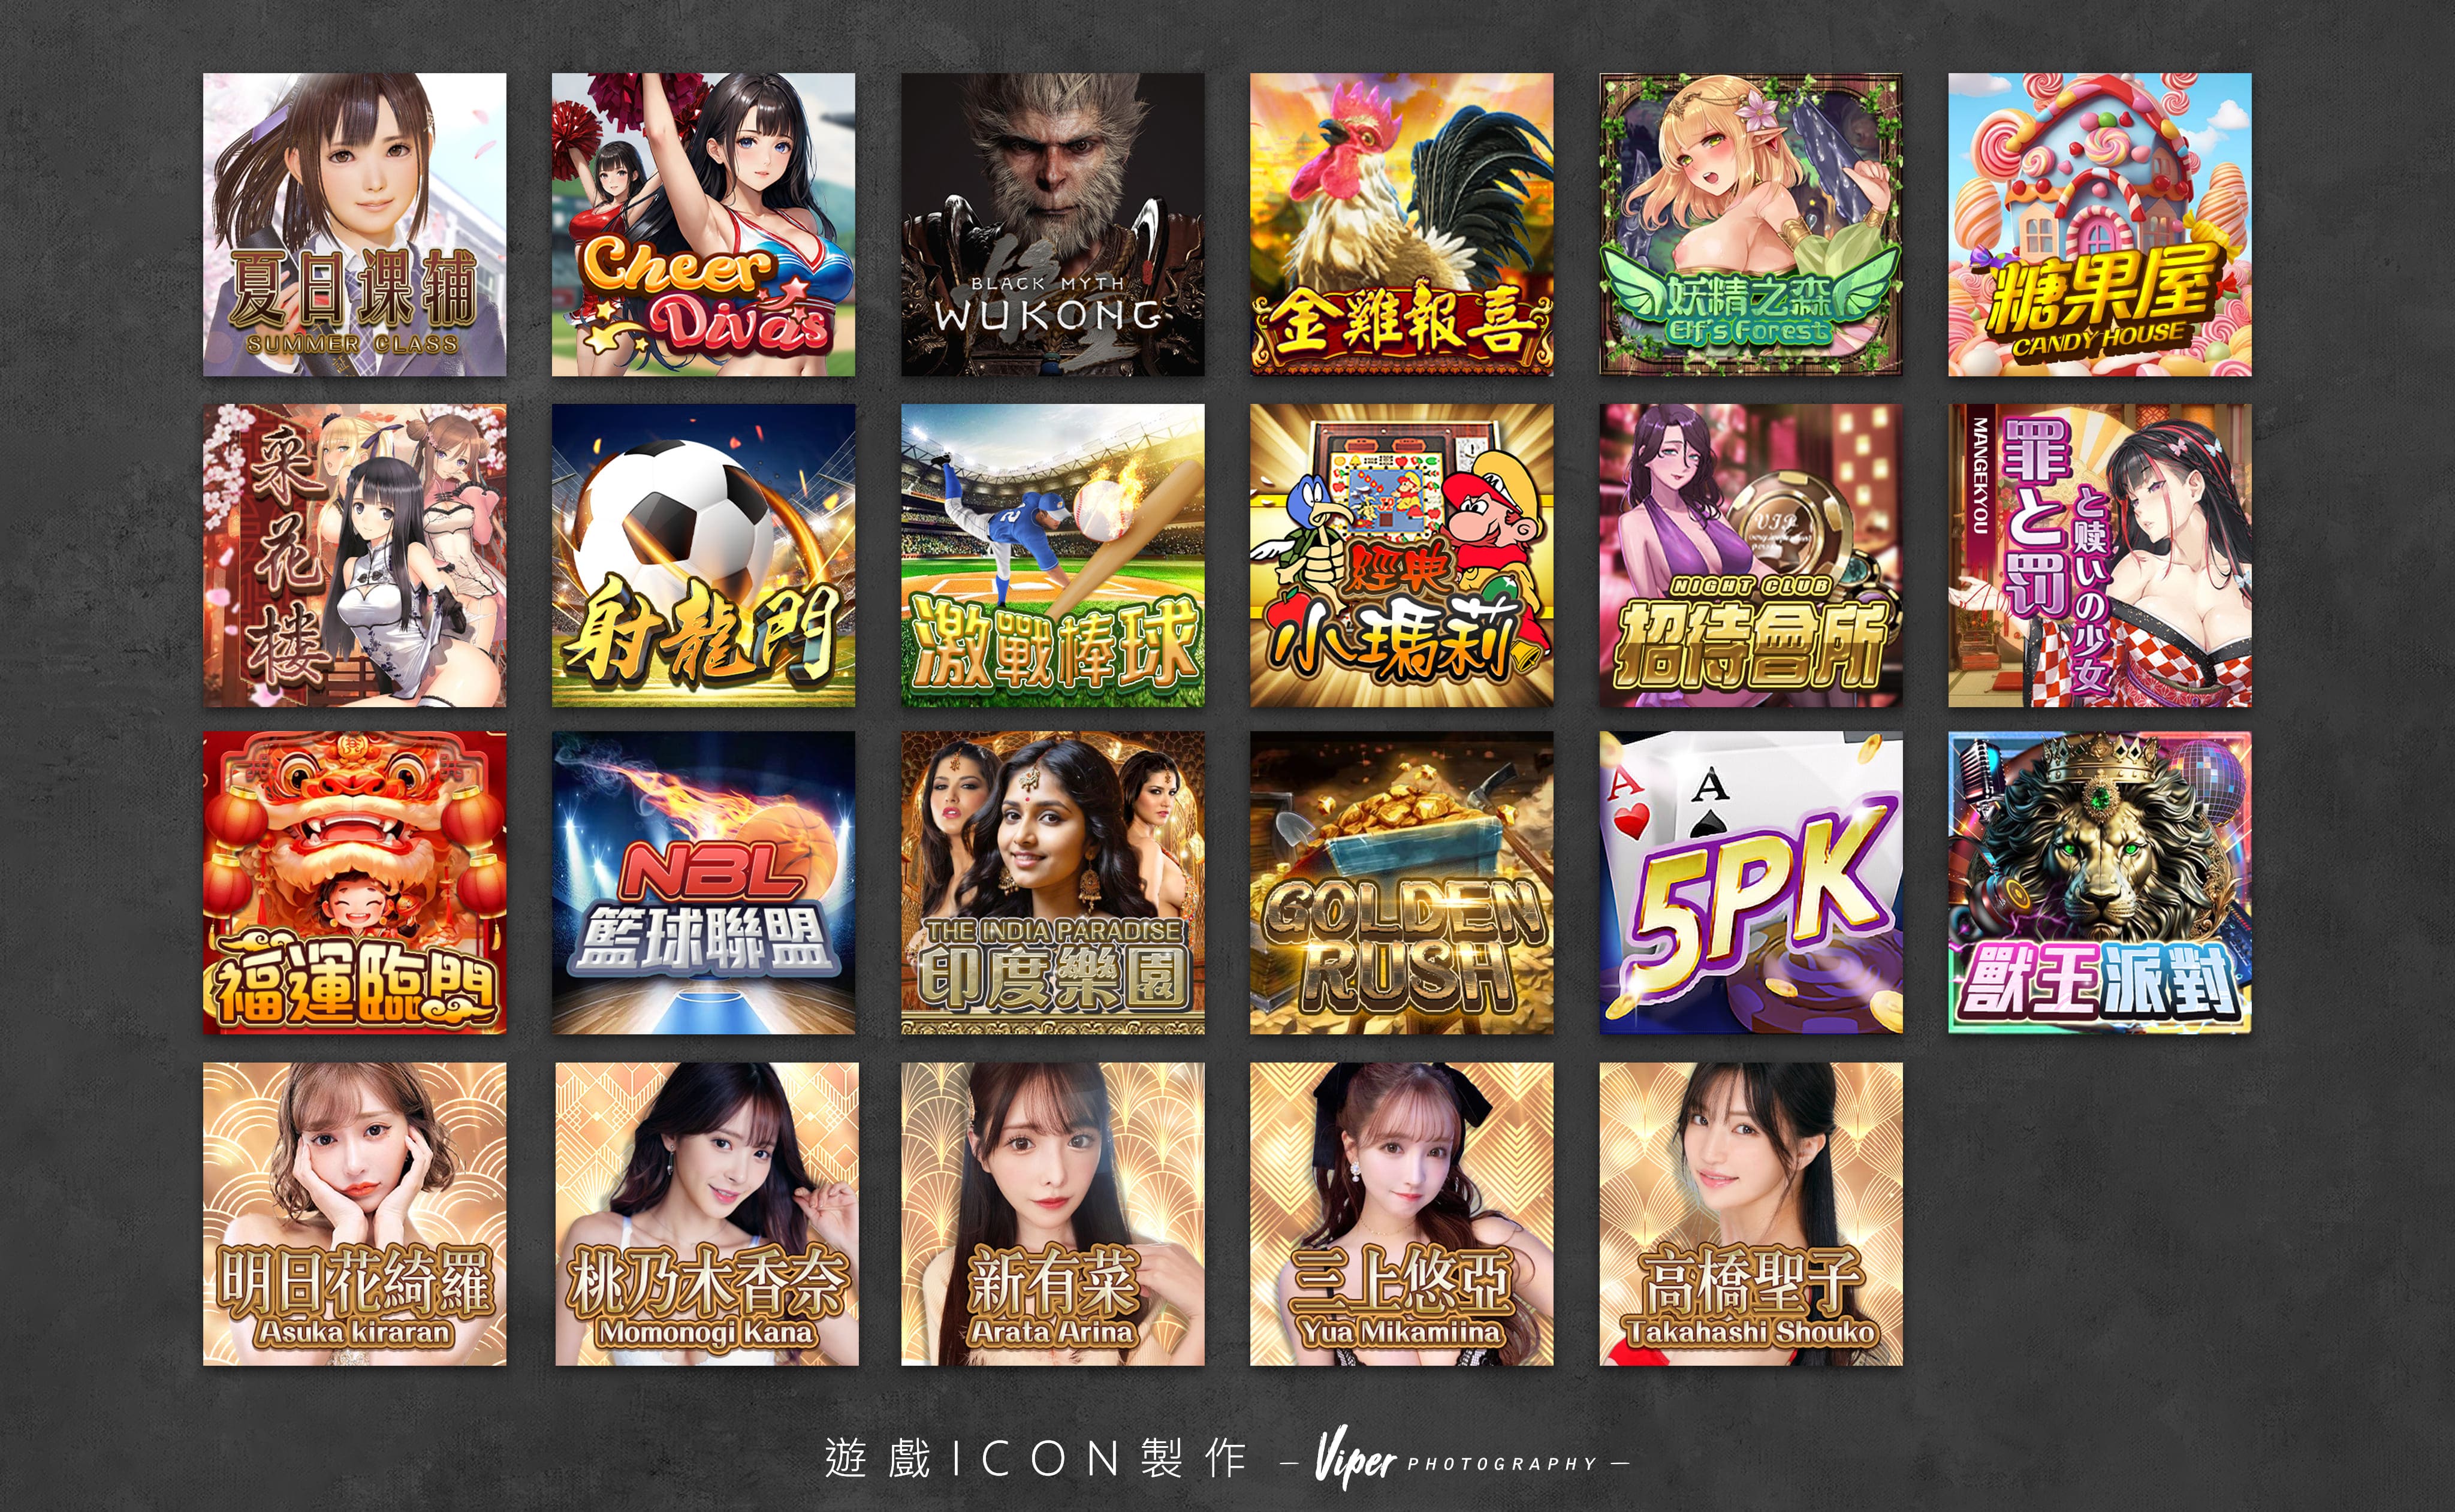 夏日课辅
SUMMER CLASS
Cheer
Divas
BLACK MYTH
WUKONG
金雞報喜
妖精之森
Elf's Forest
糖果屋
CANDY HOUSE
采花楼
射龍門
激戰棒球
經典
小瑪莉
VIP
NIGHT CLUB
招待會所
MANGEKYOU
罪と罰
と贖いの少女
福運臨門
NBL
籃球聯盟
THE INDIA PARADISE
印度樂園
GOLDEN
RUSH
A
A
5PK
獸王派對
明日花綺羅
Asuka kiraran
桃乃木香奈
Momonogi Kana
新有菜
Arata Arina
三上悠亞
Yua Mikamiina
高橋聖子
Takahashi Shouko
遊戲ICON製作 — Viper PHOTOGRAPHY —